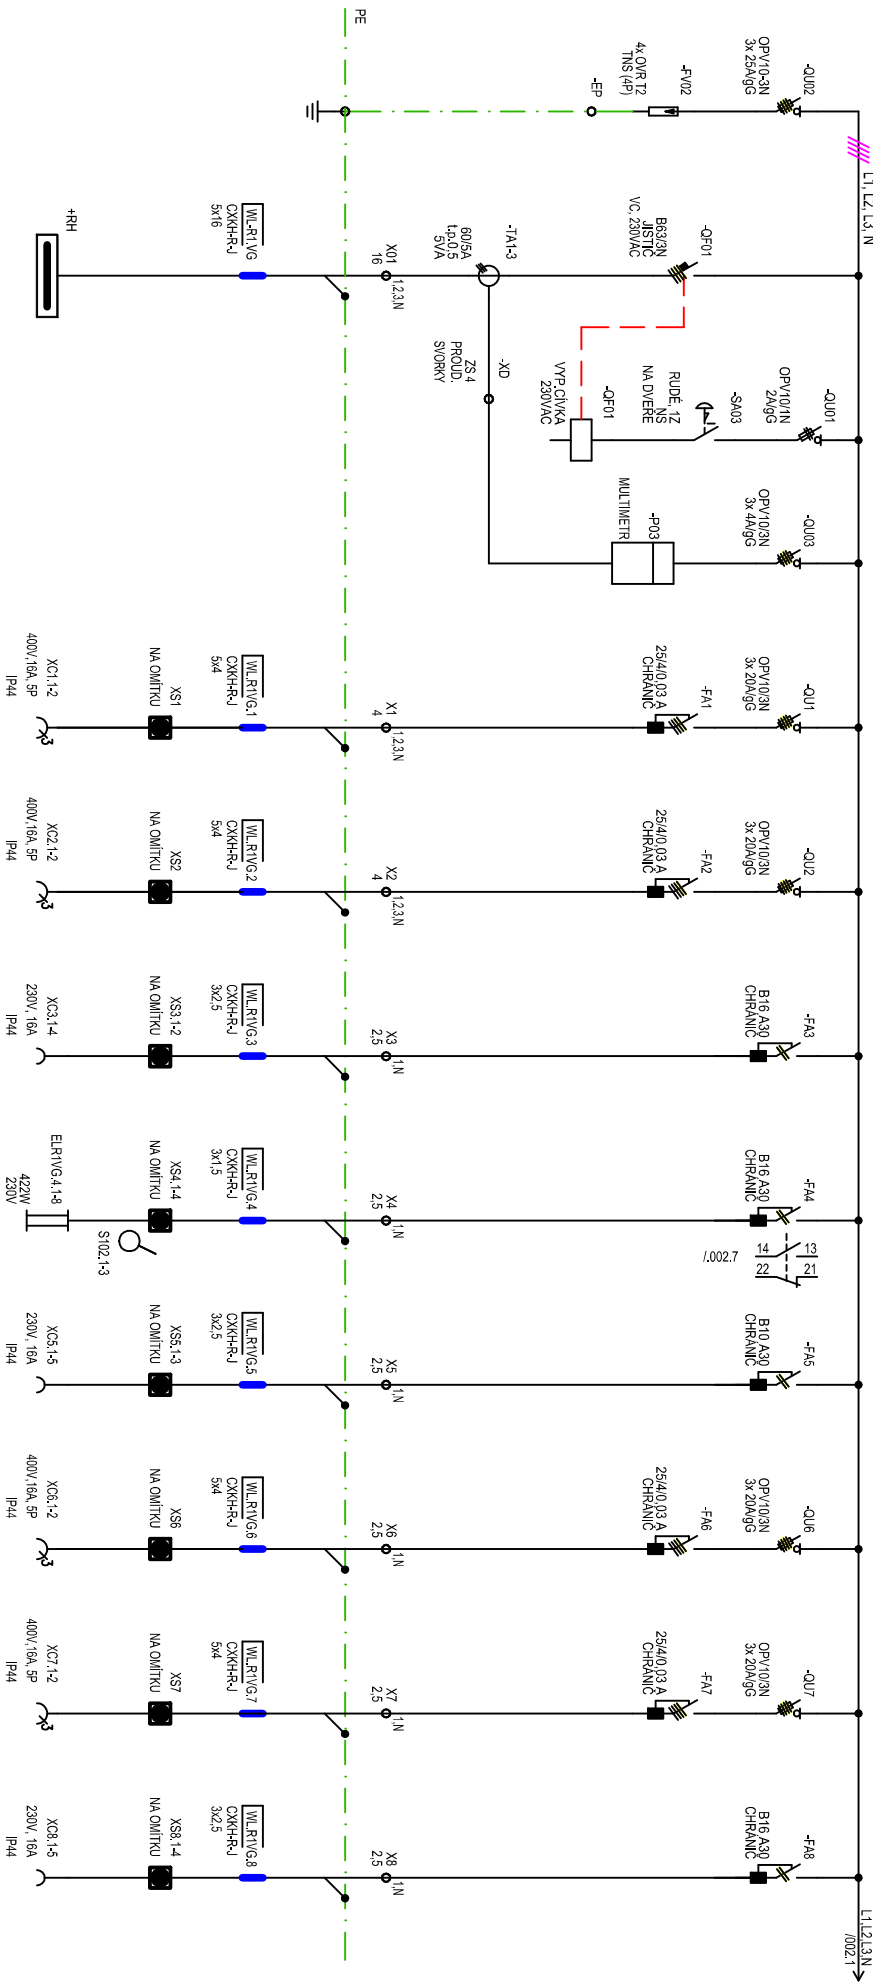 PE
L1, L2, L3, N
-QU02
OPV10-3N
3x 25A/gG
-FV02
4x OVR T2
TNS (4P)
-EP
-QF01
B63/3N
JISTIČ
VC, 230VAC
-TA1-3
60/5A
t.p.0,5
5VA
X01
16
1,2,3,N
WL-R1.VG
CXKH-R-J
5x16
+RH
-QU01
OPV10/1N
2A/gG
-SA03
RUDÉ, 1Z
NS
NA DVEŘE
-QF01
VYP.CÍVKA
230VAC
-XD
ZS 4
PROUD.
SVORKY
-QU03
OPV10/3N
3x 4A/gG
-P03
MULTIMETR
-QU1
OPV10/3N
3x 20A/gG
-FA1
25/4/0,03 A
CHRÁNIČ
X1
4
1,2,3,N
WL.R1VG.1
CXKH-R-J
5x4
XS1
NA OMÍTKU
XC1.1-2
400V,16A, 5P
IP44
-QU2
OPV10/3N
3x 20A/gG
-FA2
25/4/0,03 A
CHRÁNIČ
X2
4
1,2,3,N
WL.R1VG.2
CXKH-R-J
5x4
XS2
NA OMÍTKU
XC2.1-2
400V,16A, 5P
IP44
-FA3
B16 A30
CHRÁNIČ
X3
2,5
1,N
WL.R1VG.3
CXKH-R-J
3x2,5
XS3.1-2
NA OMÍTKU
XC3.1-4
230V, 16A
IP44
-FA4
B16 A30
CHRÁNIČ
13
14
21
22
/.002.7
X4
2,5
1,N
WL.R1VG.4
CXKH-R-J
3x1,5
XS4.1-4
NA OMÍTKU
S102.1-3
ELR1VG.4.1-8
422W
230V
-FA5
B10 A30
CHRÁNIČ
X5
2,5
1,N
WL.R1VG.5
CXKH-R-J
3x2,5
XS5.1-3
NA OMÍTKU
XC5.1-5
230V, 16A
IP44
-QU6
OPV10/3N
3x 20A/gG
-FA6
25/4/0,03 A
CHRÁNIČ
X6
2,5
1,N
WL.R1VG.6
CXKH-R-J
5x4
XS6
NA OMÍTKU
XC6.1-2
400V,16A, 5P
IP44
-QU7
OPV10/3N
3x 20A/gG
-FA7
25/4/0,03 A
CHRÁNIČ
X7
2,5
1,N
WL.R1VG.7
CXKH-R-J
5x4
XS7
NA OMÍTKU
XC7.1-2
400V,16A, 5P
IP44
-FA8
B16 A30
CHRÁNIČ
X8
2,5
1,N
WL.R1VG.8
CXKH-R-J
3x2,5
XS8.1-4
NA OMÍTKU
XC8.1-5
230V, 16A
IP44
L1,L2,L3,N
/002.1